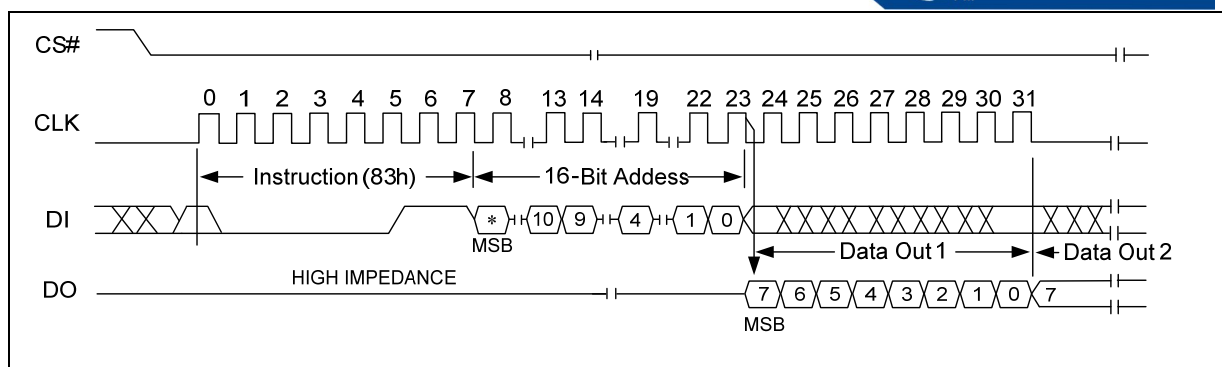 CS#
0 1 2 3 4 5 6 7 8 13 14 19 22 23 24 25 26 27 28 29 30 31
CLK
Instruction (83h) 16-Bit Addess
DI * 10 9 4 1 0
MSB
Data Out 1 Data Out 2
HIGH IMPEDANCE
DO 7 6 5 4 3 2 1 0 7
MSB